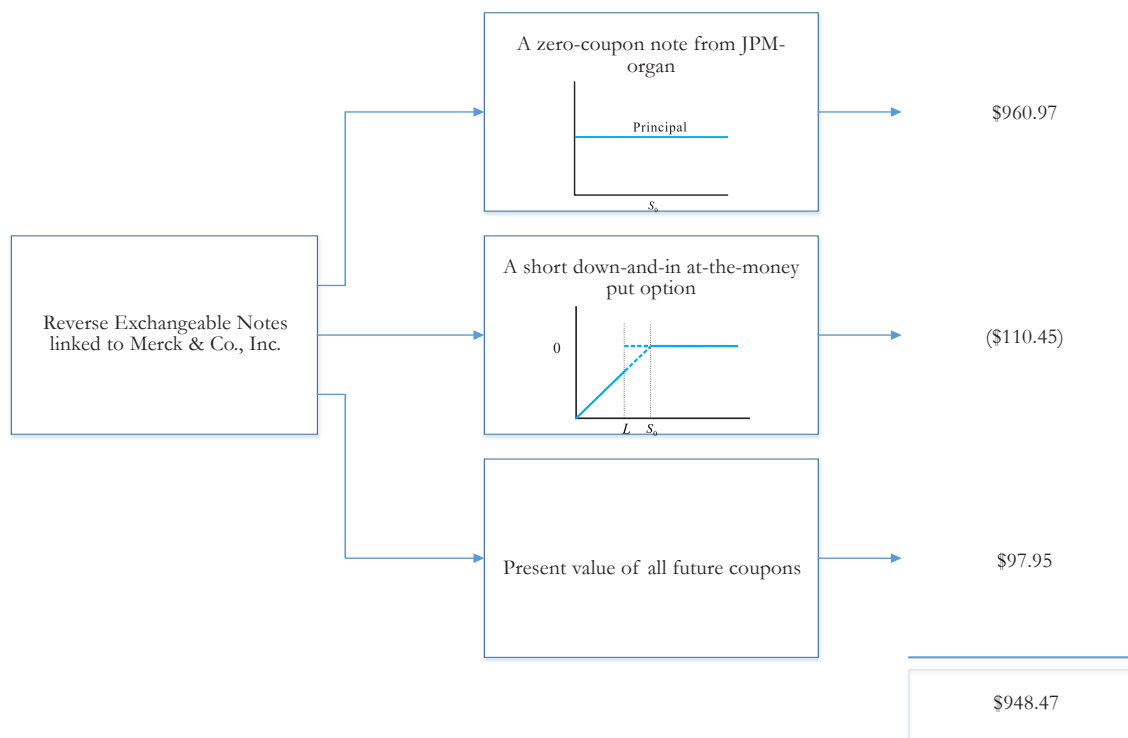 A zero-coupon note from JPM-
organ
Principal
S₀
$960.97
Reverse Exchangeable Notes
linked to Merck & Co., Inc.
A short down-and-in at-the-money
put option
0
L S₀
($110.45)
Present value of all future coupons
$97.95
$948.47